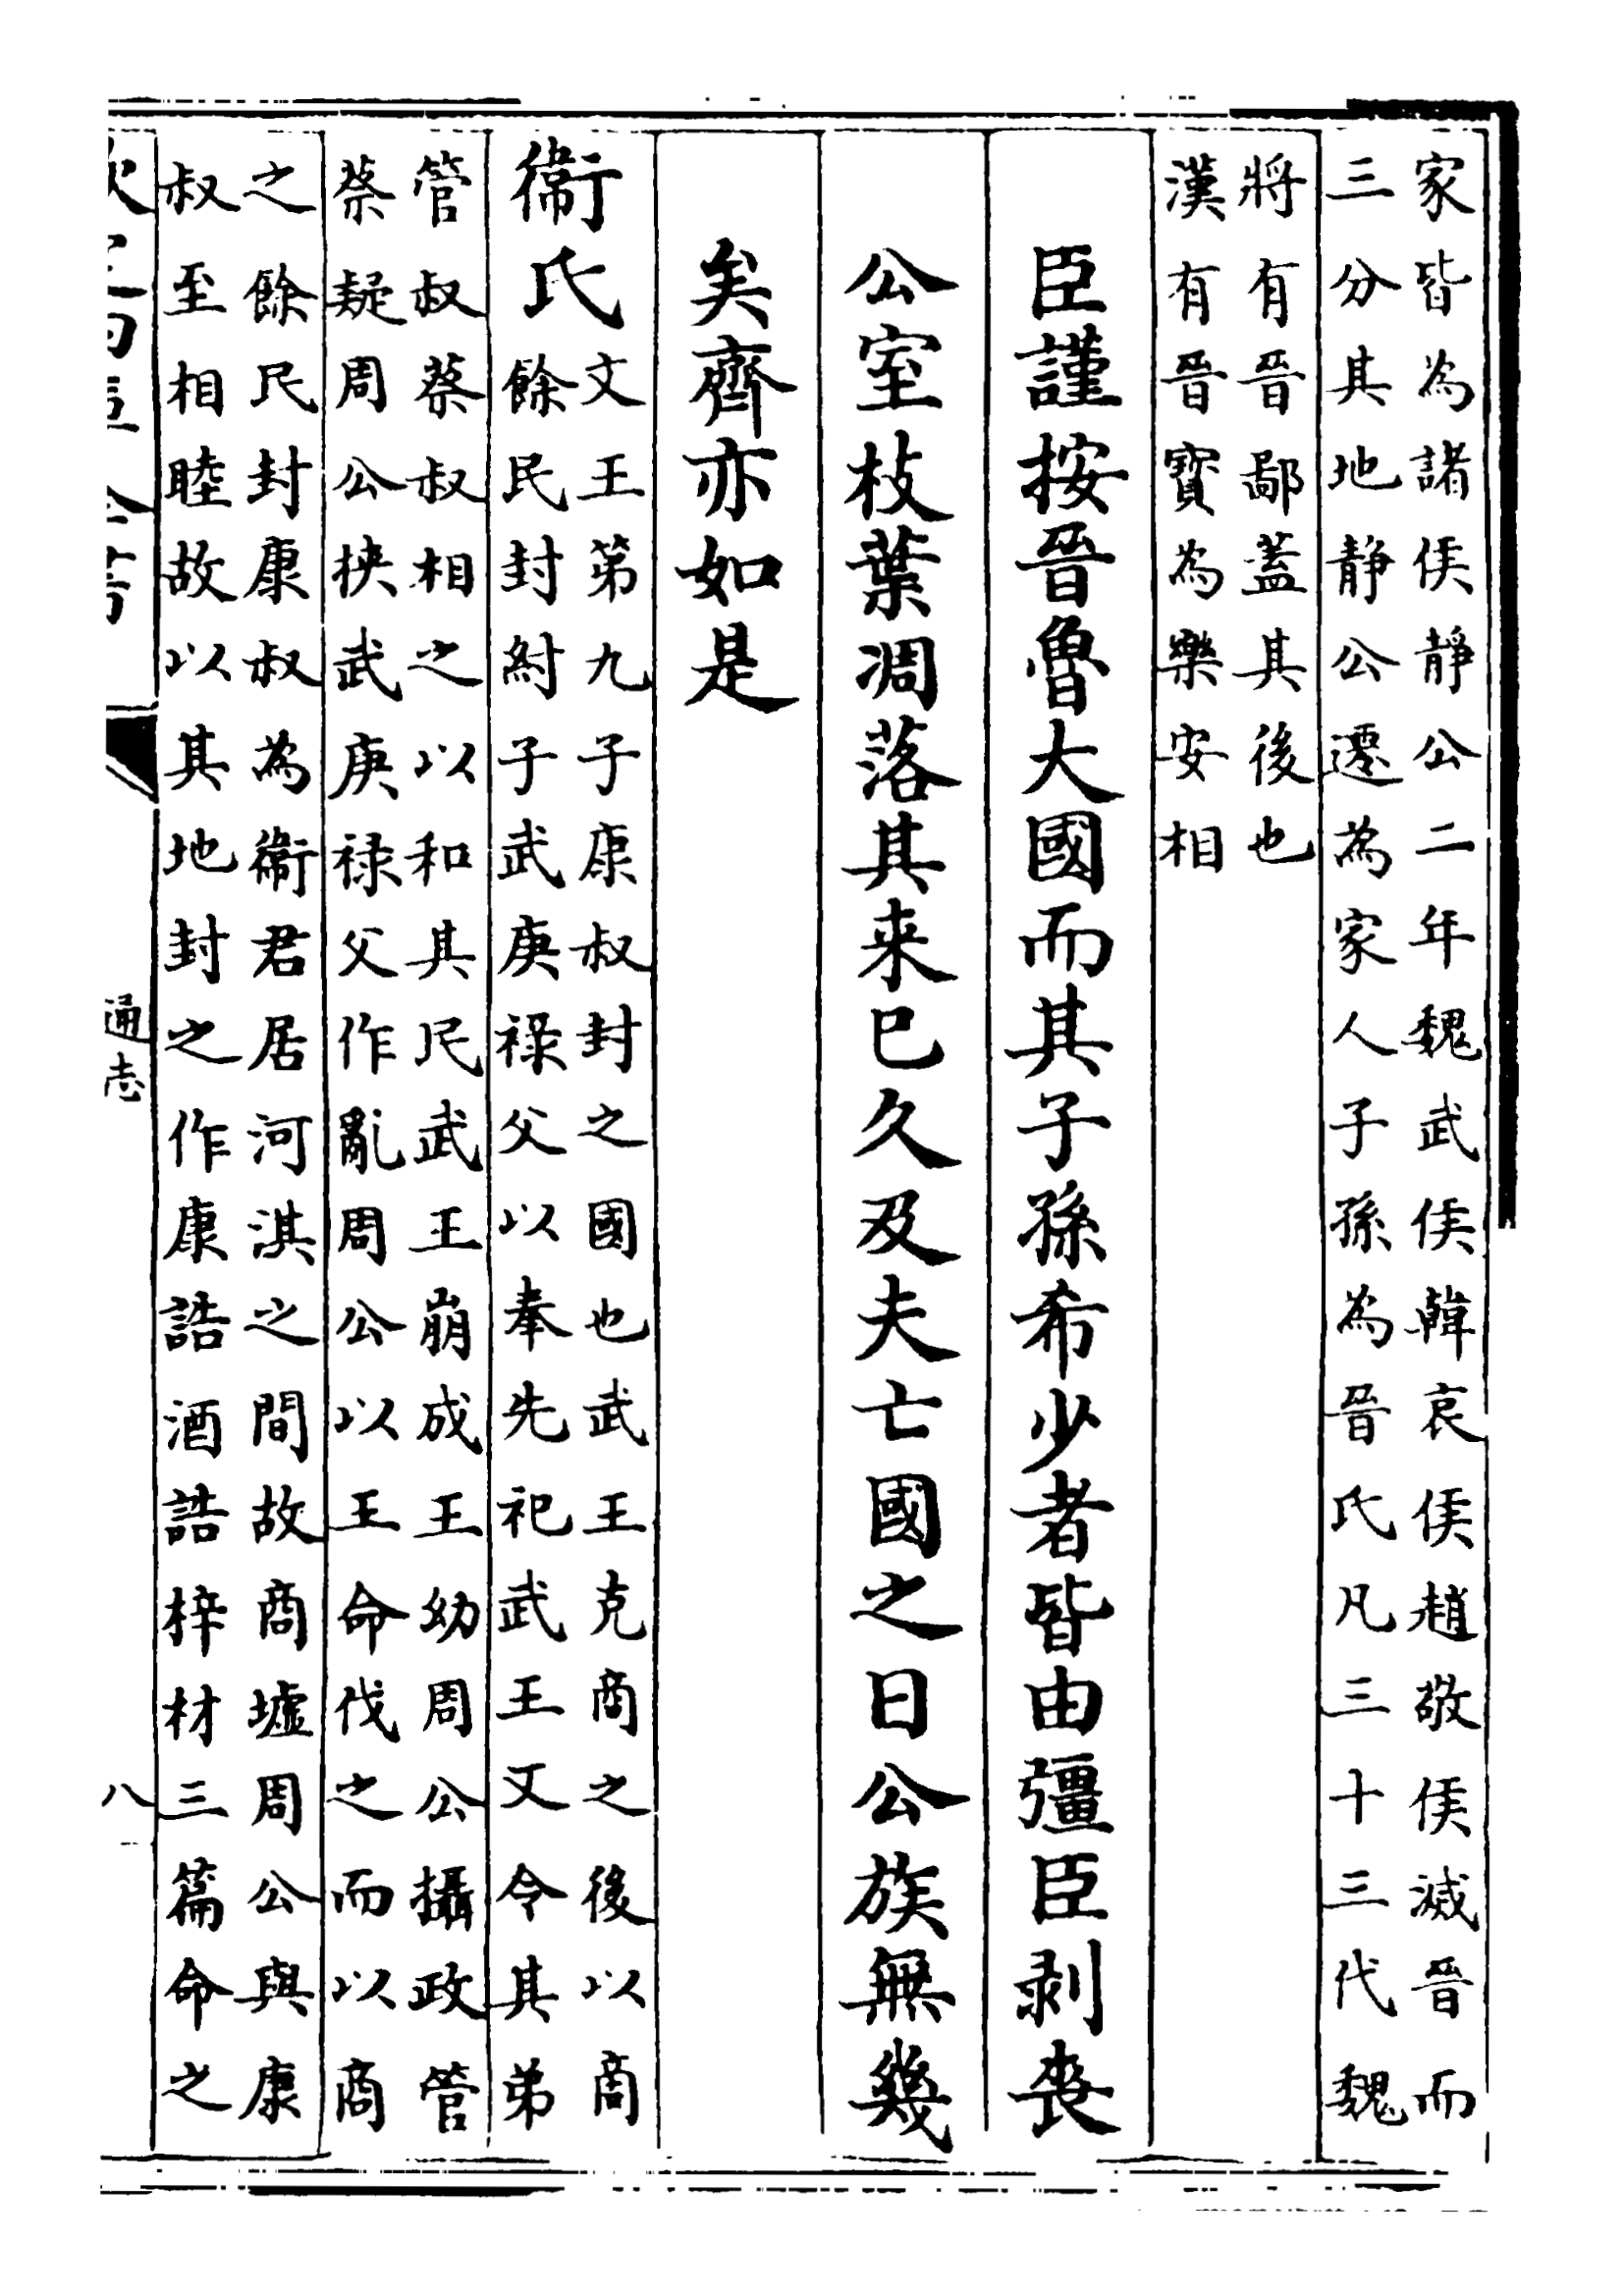 家皆為諸侯靜公二年魏武侯韓哀侯趙敬侯滅晉而
三分其地靜公遷為家人子孫為晉氏凡三十三代魏
將有晉鄙蓋其後也
漢有晉寳為樂安相
臣謹按晉魯大國而其子孫希少者皆由彊臣剥喪
公室枝葉凋落其来已久及夫亡國之日公族無幾
矣齊亦如是
衞氏
文王第九子康叔封之國也武王克商之後以商
餘民封紂子武庚禄父以奉先祀武王又令其弟
管叔蔡叔相之以和其民武王崩成王幼周公攝政管
蔡疑周公挾武庚禄父作亂周公以王命伐之而以商
之餘民封康叔為衞君居河淇之間故商墟周公與康
叔至相睦故以其地封之作康誥酒誥梓材三篇命之
通志
八